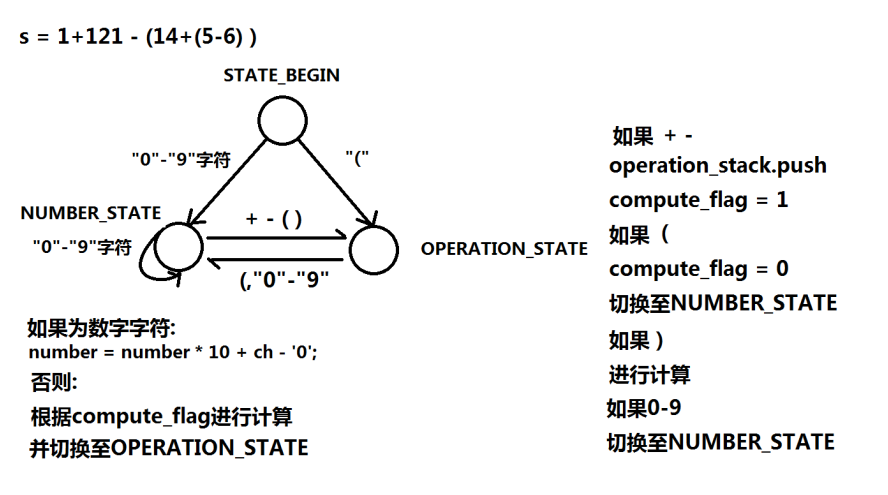 s = 1+121 - (14+(5-6) )
STATE_BEGIN
"0"-"9"字符
"("
NUMBER_STATE
"0"-"9"字符
+ - ( )
(,"0"-"9"
OPERATION_STATE
如果为数字字符:
number = number * 10 + ch - '0';
否则:
根据compute_flag进行计算
并切换至OPERATION_STATE
如果 + -
operation_stack.push
compute_flag = 1
如果（
compute_flag = 0
切换至NUMBER_STATE
如果 )
进行计算
如果0-9
切换至NUMBER_STATE